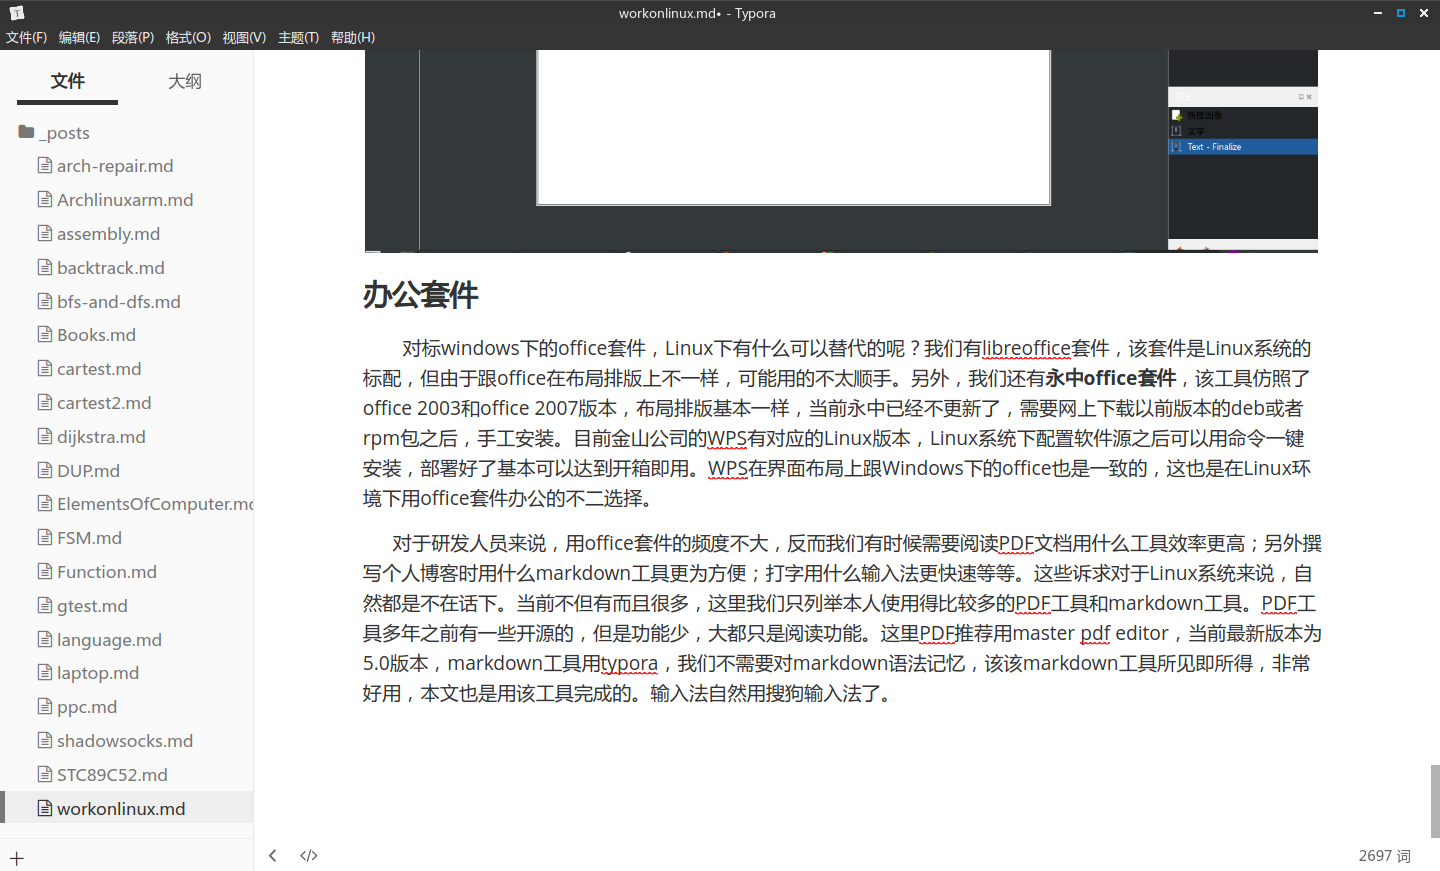 workonlinux.md• - Typora
文件(F) 编辑(E) 段落(P) 格式(O) 视图(V) 主题(T) 帮助(H)
文件 大纲
_posts
arch-repair.md
Archlinuxarm.md
assembly.md
backtrack.md
bfs-and-dfs.md
Books.md
cartest.md
cartest2.md
dijkstra.md
DUP.md
ElementsOfComputer.md
FSM.md
Function.md
gtest.md
language.md
laptop.md
ppc.md
shadowsocks.md
STC89C52.md
workonlinux.md
新建图像
文字
Text - Finalize
办公套件
对标windows下的office套件，Linux下有什么可以替代的呢？我们有libreoffice套件，该套件是Linux系统的
标配，但由于跟office在布局排版上不一样，可能用的不太顺手。另外，我们还有永中office套件，该工具仿照了
office 2003和office 2007版本，布局排版基本一样，当前永中已经不更新了，需要网上下载以前版本的deb或者
rpm包之后，手工安装。目前金山公司的WPS有对应的Linux版本，Linux系统下配置软件源之后可以用命令一键
安装，部署好了基本可以达到开箱即用。WPS在界面布局上跟Windows下的office也是一致的，这也是在Linux环
境下用office套件办公的不二选择。
对于研发人员来说，用office套件的频度不大，反而我们有时候需要阅读PDF文档用什么工具效率更高；另外撰
写个人博客时用什么markdown工具更为方便；打字用什么输入法更快速等等。这些诉求对于Linux系统来说，自
然都是不在话下。当前不但有而且很多，这里我们只列举本人使用得比较多的PDF工具和markdown工具。PDF工
具多年之前有一些开源的，但是功能少，大都只是阅读功能。这里PDF推荐用master pdf editor，当前最新版本为
5.0版本，markdown工具用typora，我们不需要对markdown语法记忆，该该markdown工具所见即所得，非常
好用，本文也是用该工具完成的。输入法自然用搜狗输入法了。
2697 词